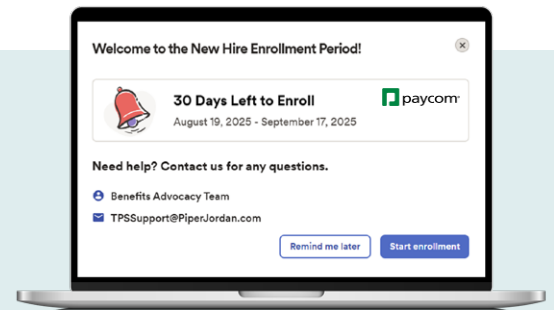 Welcome to the New Hire Enrollment Period!
30 Days Left to Enroll
paycom
August 19, 2025 - September 17, 2025
Need help? Contact us for any questions.
Benefits Advocacy Team
TPSSupport@PiperJordan.com
Remind me later
Start enrollment